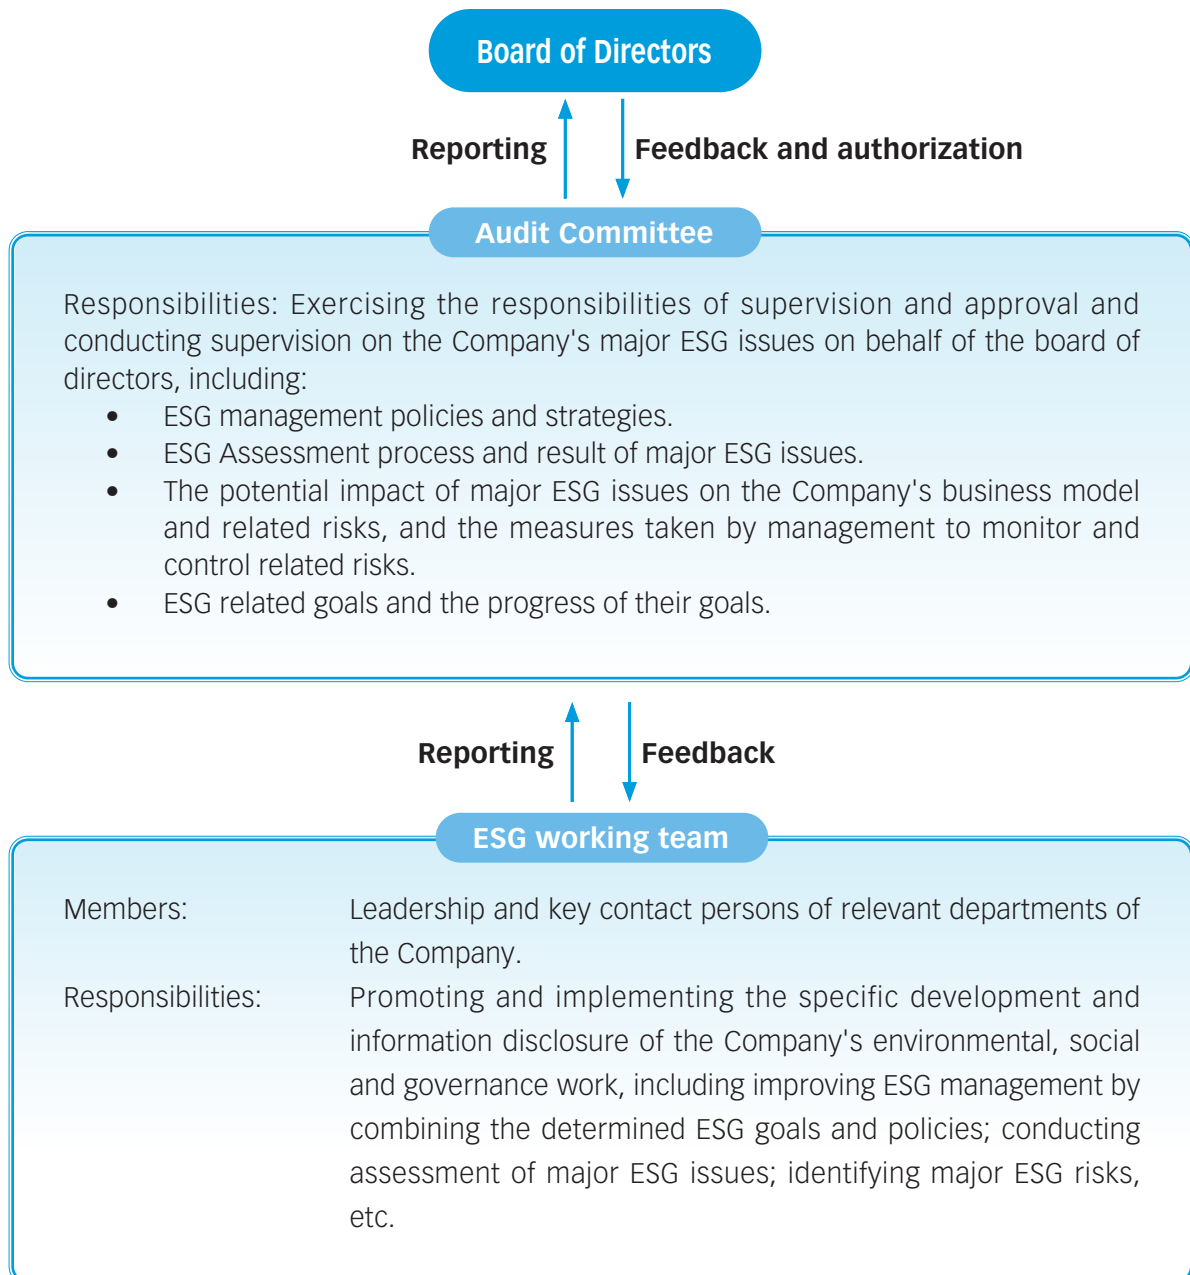 Board of Directors
Reporting
Feedback and authorization
Audit Committee
Responsibilities: Exercising the responsibilities of supervision and approval and
conducting supervision on the Company's major ESG issues on behalf of the board of
directors, including:
• ESG management policies and strategies.
• ESG Assessment process and result of major ESG issues.
• The potential impact of major ESG issues on the Company's business model
and related risks, and the measures taken by management to monitor and
control related risks.
• ESG related goals and the progress of their goals.
Reporting
Feedback
ESG working team
Members: Leadership and key contact persons of relevant departments of
the Company.
Responsibilities: Promoting and implementing the specific development and
information disclosure of the Company's environmental, social
and governance work, including improving ESG management by
combining the determined ESG goals and policies; conducting
assessment of major ESG issues; identifying major ESG risks,
etc.